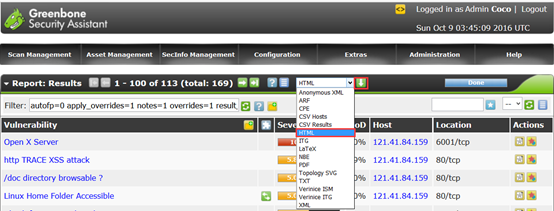 Greenbone
Security Assistant
Logged in as Admin Coco | Logout
Sun Oct 9 03:45:09 2016 UTC
Scan Management Asset Management SecInfo Management Configuration Extras Administration Help
Report: Results 1 - 100 of 113 (total: 169) HTML Done
Filter: autofp=0 apply_overrides=1 notes=1 overrides=1 result_ --
Anonymous XML
ARF
CPE
CSV Hosts
CSV Results
HTML
ITG
LaTeX
NBE
PDF
Topology SVG
TXT
Verinice ISM
Verinice ITG
XML
Vulnerability Seve oD Host Location Actions
Open X Server 0% 121.41.84.159 6001/tcp
http TRACE XSS attack 5. % 121.41.84.159 80/tcp
/doc directory browsable ? 5. % 121.41.84.159 80/tcp
Linux Home Folder Accessible 5. % 121.41.84.159 80/tcp